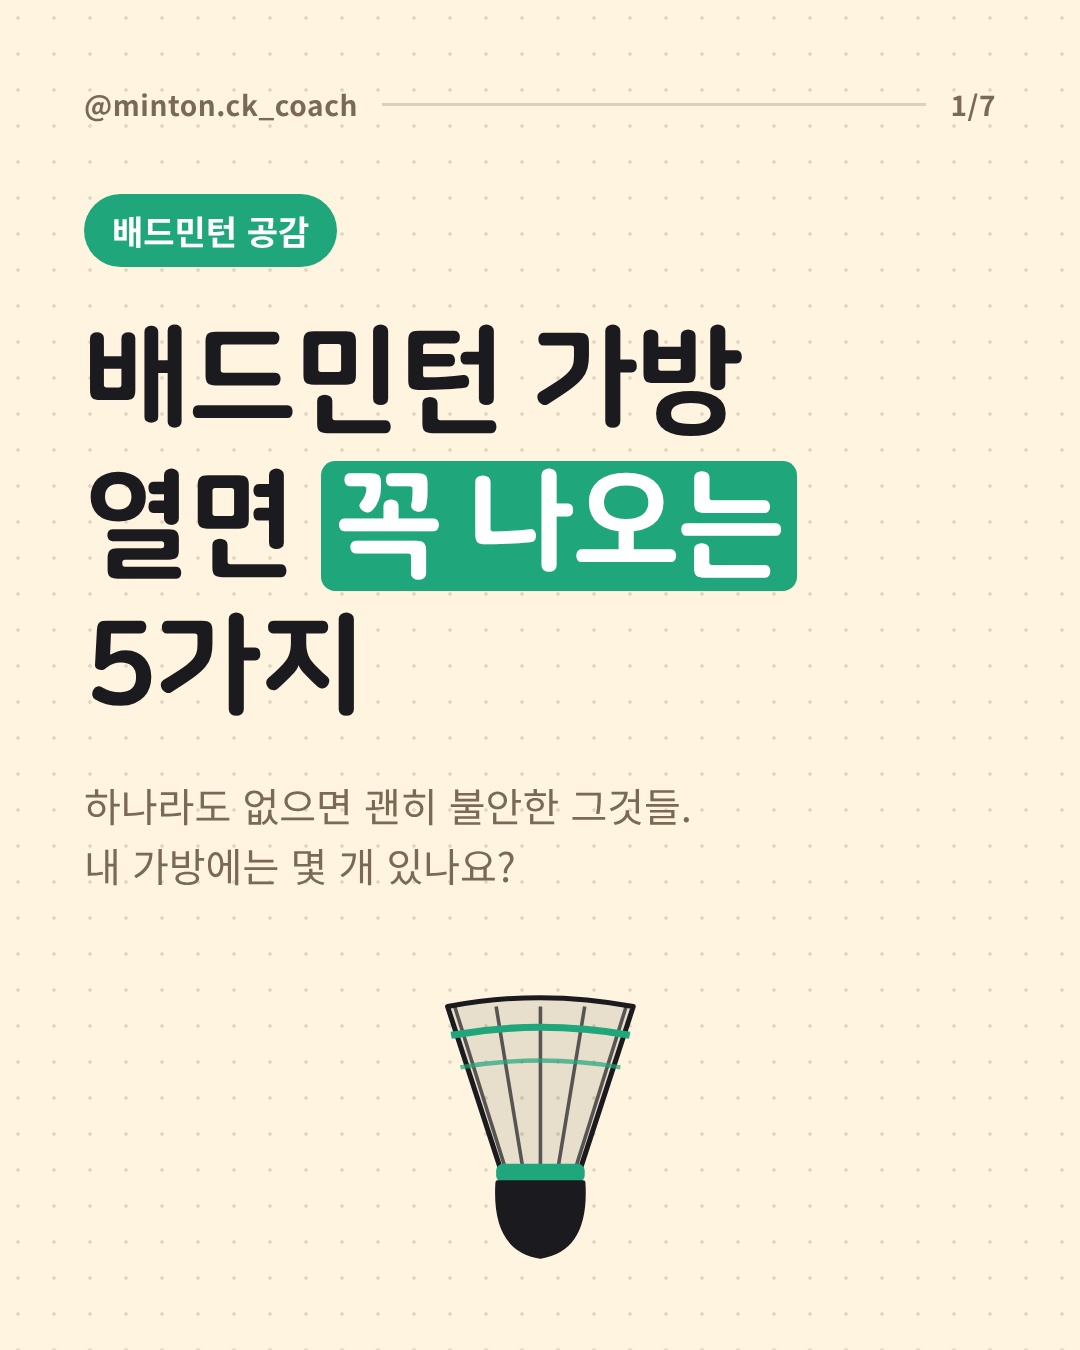 @minton.ck_coach 1/7
배드민턴 공감
배드민턴 가방
열면 꼭 나오는
5가지
하나라도 없으면 괜히 불안한 그것들.
내 가방에는 몇 개 있나요?